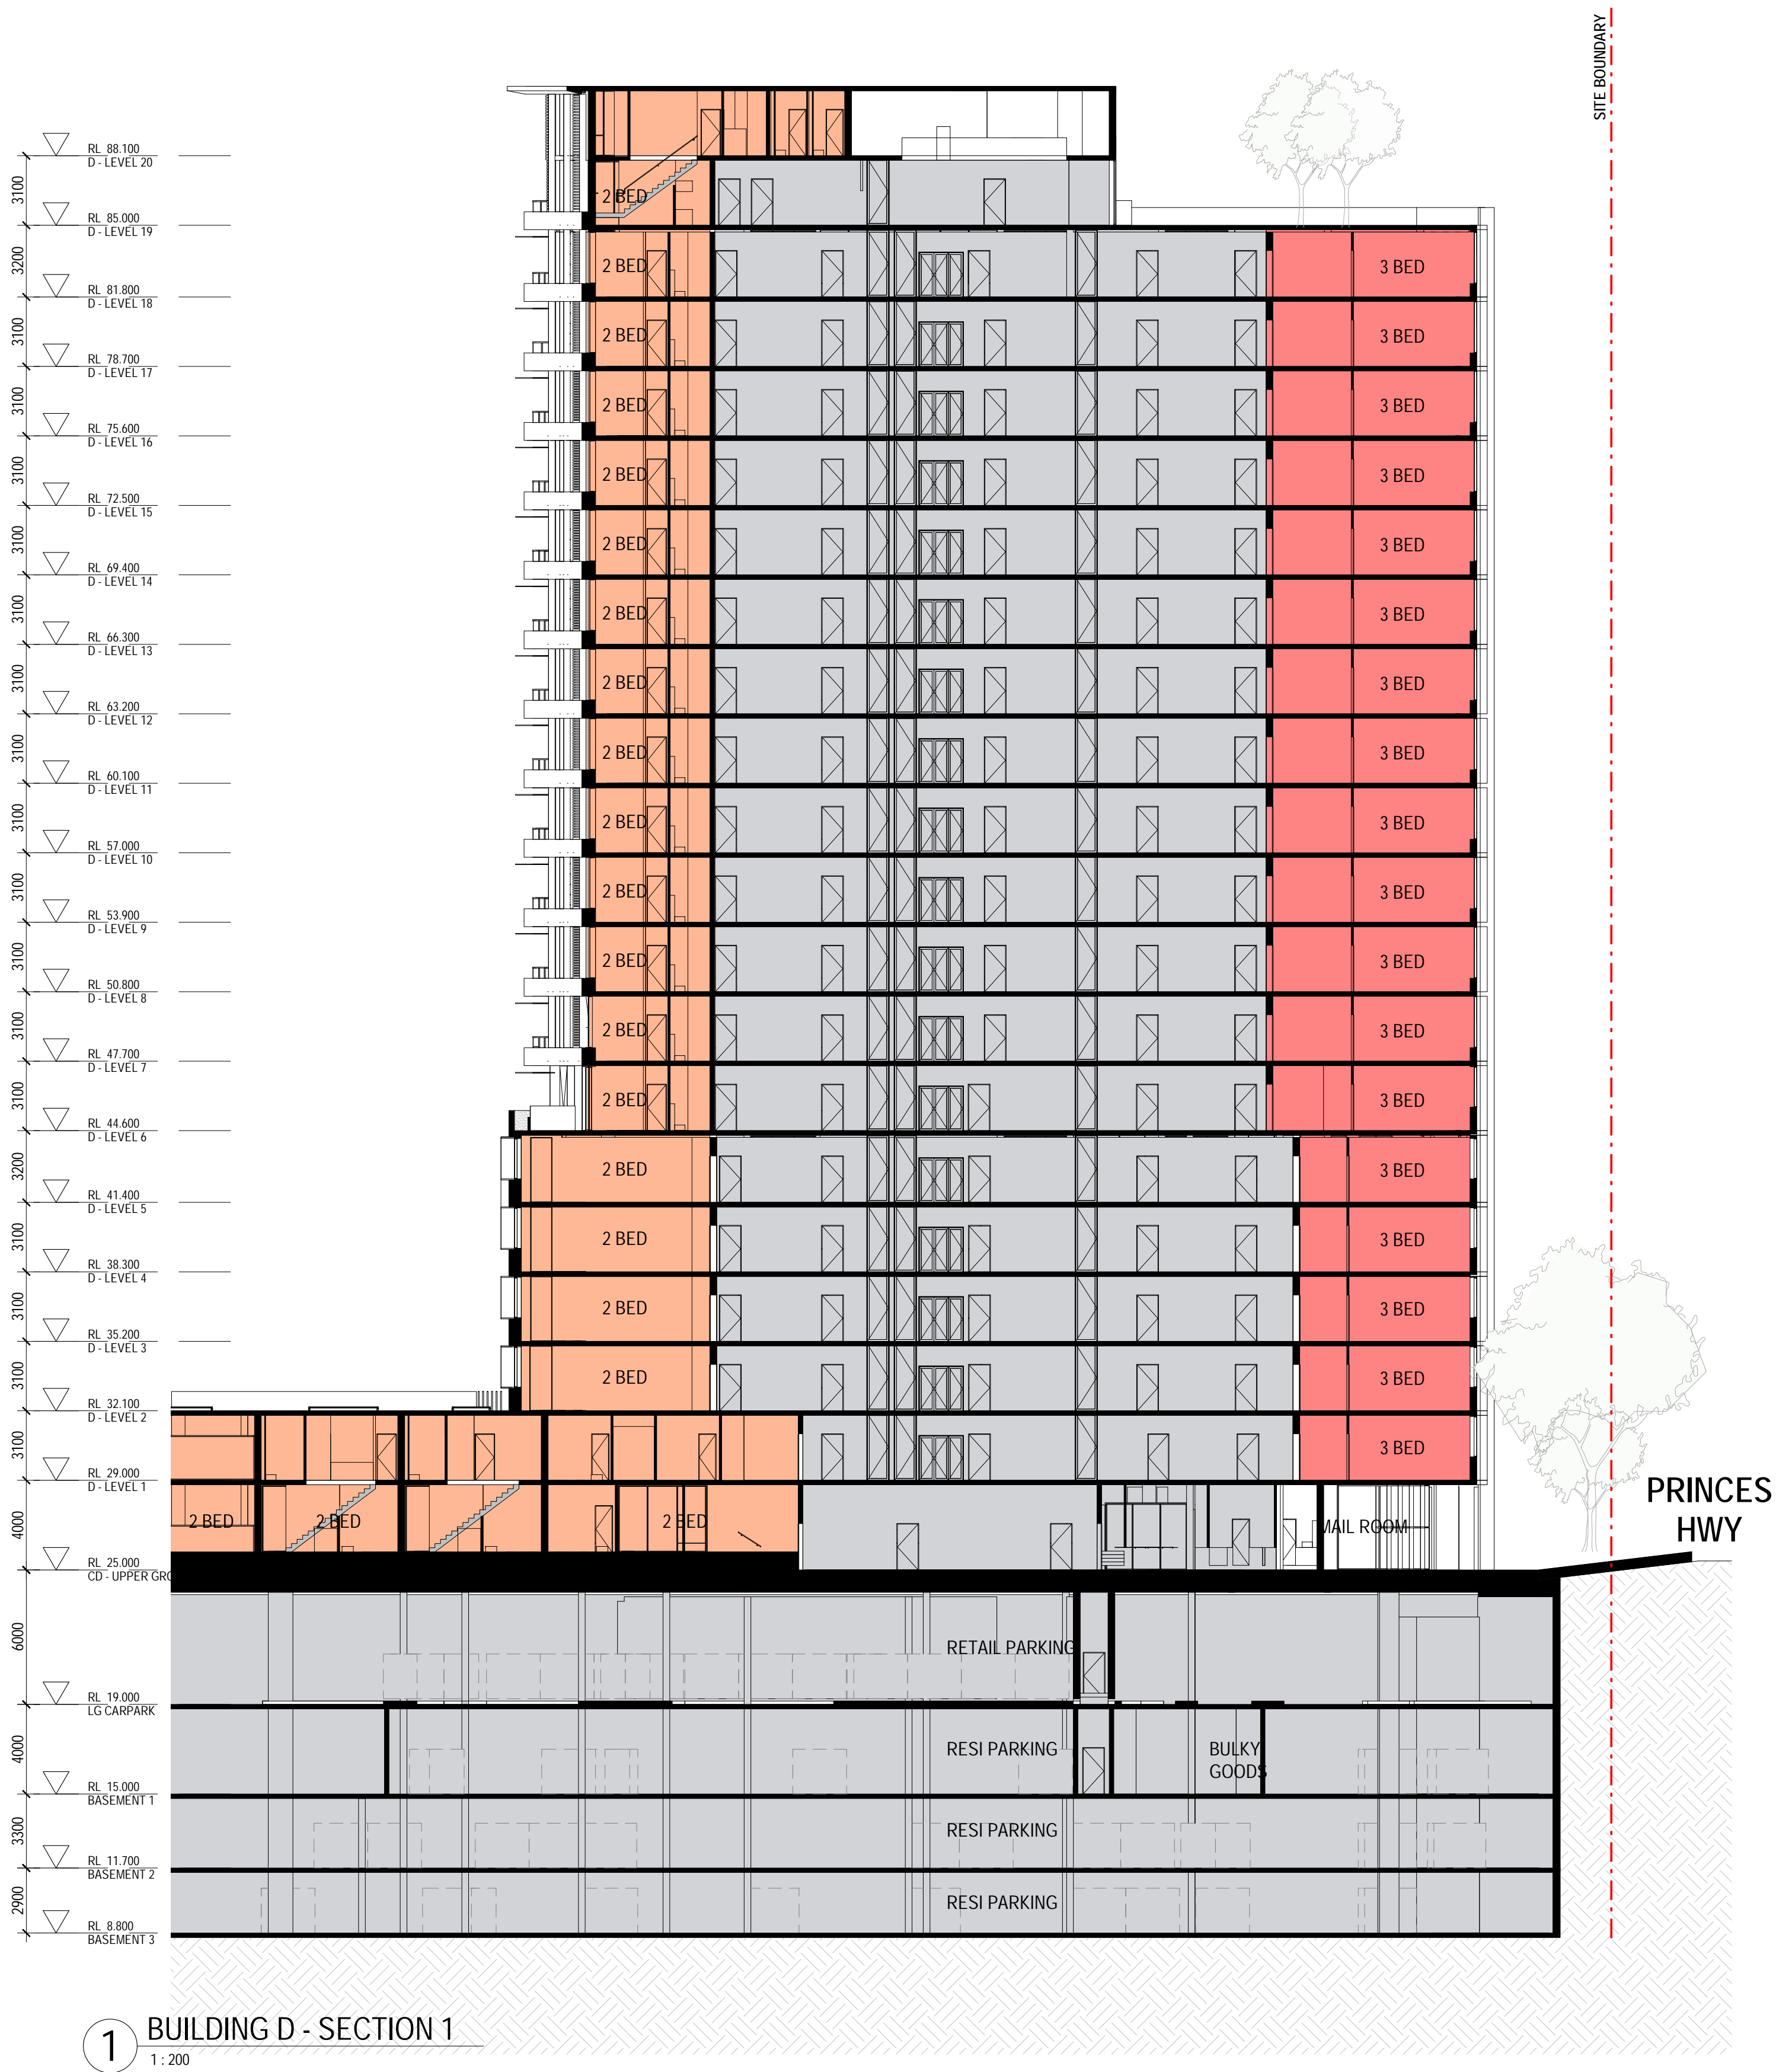 SITE BOUNDARY
RL 88.100
D - LEVEL 20
3100
2 BED
RL 85.000
D - LEVEL 19
3200
2 BED
3 BED
RL 81.800
D - LEVEL 18
3100
2 BED
3 BED
RL 78.700
D - LEVEL 17
3100
2 BED
3 BED
RL 75.600
D - LEVEL 16
3100
2 BED
3 BED
RL 72.500
D - LEVEL 15
3100
2 BED
3 BED
RL 69.400
D - LEVEL 14
3100
2 BED
3 BED
RL 66.300
D - LEVEL 13
3100
2 BED
3 BED
RL 63.200
D - LEVEL 12
3100
2 BED
3 BED
RL 60.100
D - LEVEL 11
3100
2 BED
3 BED
RL 57.000
D - LEVEL 10
3100
2 BED
3 BED
RL 53.900
D - LEVEL 9
3100
2 BED
3 BED
RL 50.800
D - LEVEL 8
3100
2 BED
3 BED
RL 47.700
D - LEVEL 7
3100
2 BED
3 BED
RL 44.600
D - LEVEL 6
3200
2 BED
3 BED
RL 41.400
D - LEVEL 5
3100
2 BED
3 BED
RL 38.300
D - LEVEL 4
3100
2 BED
3 BED
RL 35.200
D - LEVEL 3
3100
2 BED
3 BED
RL 32.100
D - LEVEL 2
3100
3 BED
RL 29.000
D - LEVEL 1
4000
2 BED
2 BED
2 BED
MAIL ROOM
PRINCES
HWY
RL 25.000
CD - UPPER GRO
6000
RETAIL PARKING
RL 19.000
LG CARPARK
4000
RESI PARKING
BULKY
GOODS
RL 15.000
BASEMENT 1
3300
RESI PARKING
RL 11.700
BASEMENT 2
2900
RESI PARKING
RL 8.800
BASEMENT 3
1
BUILDING D - SECTION 1
1 : 200